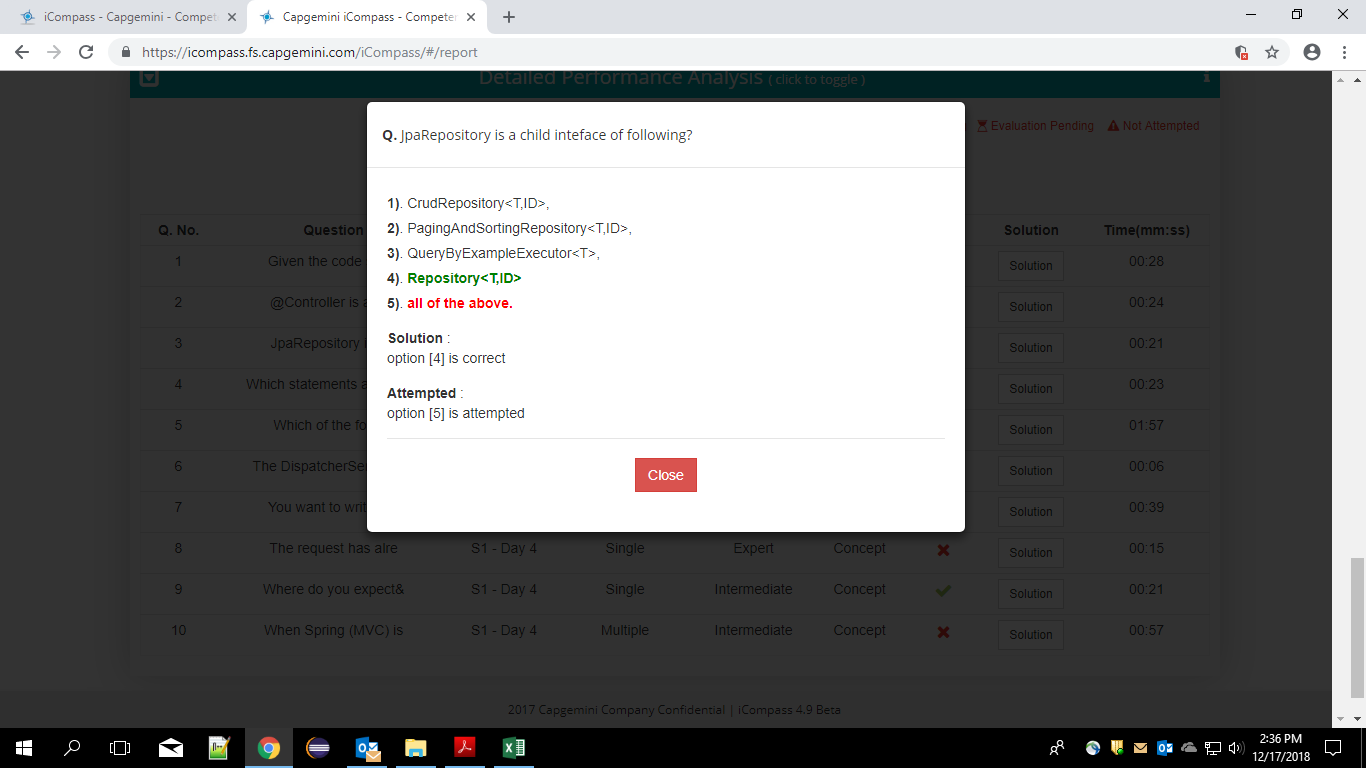 iCompass - Capgemini - Compet
Capgemini iCompass - Competen
https://icompass.fs.capgemini.com/iCompass/#/report
Detailed Performance Analysis ( click to toggle )
Evaluation Pending Not Attempted
Q. JpaRepository is a child inteface of following?
1). CrudRepository<T,ID>,
2). PagingAndSortingRepository<T,ID>,
3). QueryByExampleExecutor<T>,
4). Repository<T,ID>
5). all of the above.
Solution :
option [4] is correct
Attempted :
option [5] is attempted
Close
Q. No. Question Solution Time(mm:ss)
1 Given the code Solution 00:28
2 @Controller is a Solution 00:24
3 JpaRepository Solution 00:21
4 Which statements a Solution 00:23
5 Which of the fo Solution 01:57
6 The DispatcherSer Solution 00:06
7 You want to writ Solution 00:39
8 The request has alre S1 - Day 4 Single Expert Concept Solution 00:15
9 Where do you expect& S1 - Day 4 Single Intermediate Concept Solution 00:21
10 When Spring (MVC) is S1 - Day 4 Multiple Intermediate Concept Solution 00:57
2017 Capgemini Company Confidential | iCompass 4.9 Beta
2:36 PM
12/17/2018